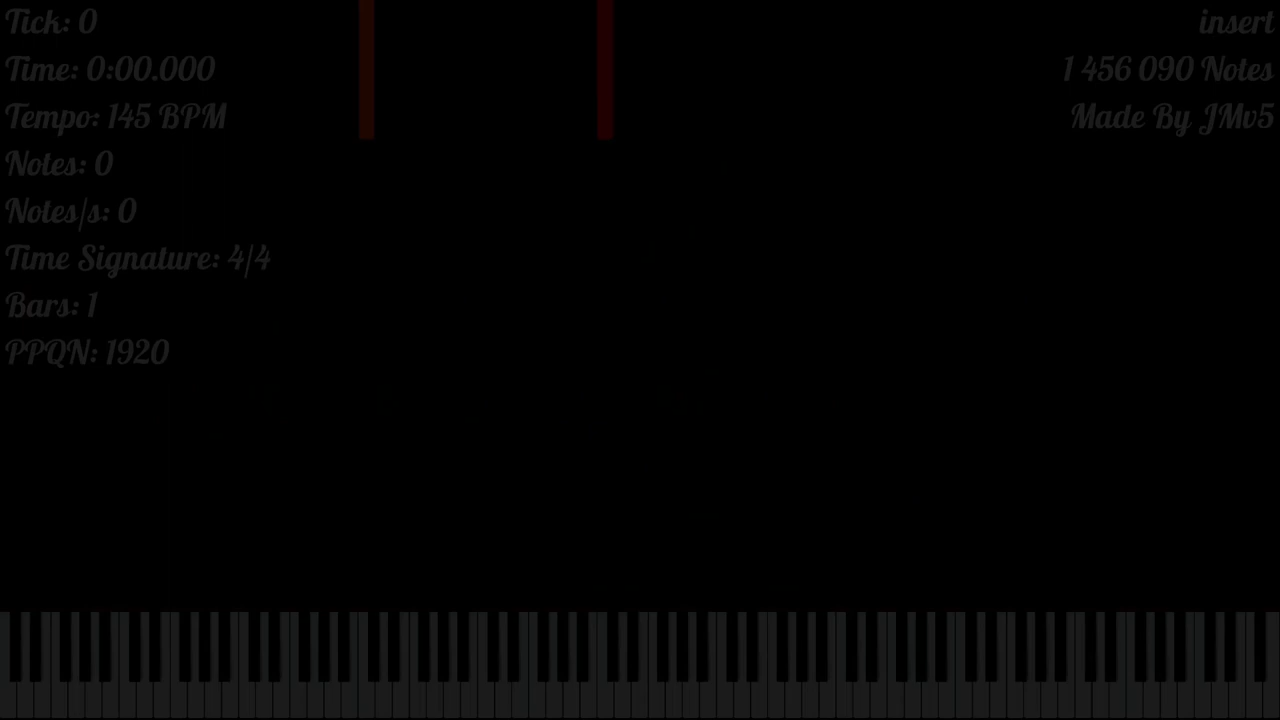 Tick: 0
Time: 0:00.000
Tempo: 145 BPM
Notes: 0
Notes/s: 0
Time Signature: 4/4
Bars: 1
PPQN: 1920
insert
1 456 090 Notes
Made By JMv5